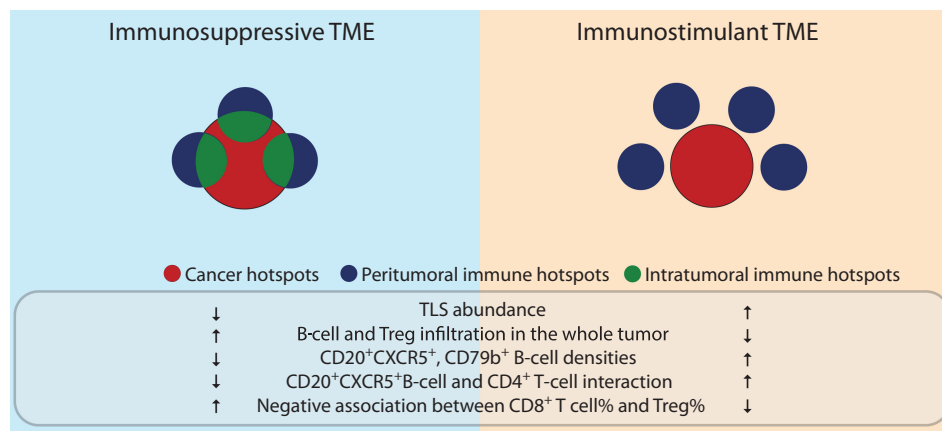 Immunosuppressive TME Immunostimulant TME
Cancer hotspots Peritumoral immune hotspots Intratumoral immune hotspots
↓ TLS abundance ↑
↑ B-cell and Treg infiltration in the whole tumor ↓
↓ CD20⁺CXCR5⁺, CD79b⁺ B-cell densities ↑
↓ CD20⁺CXCR5⁺B-cell and CD4⁺ T-cell interaction ↑
↑ Negative association between CD8⁺ T cell% and Treg% ↓